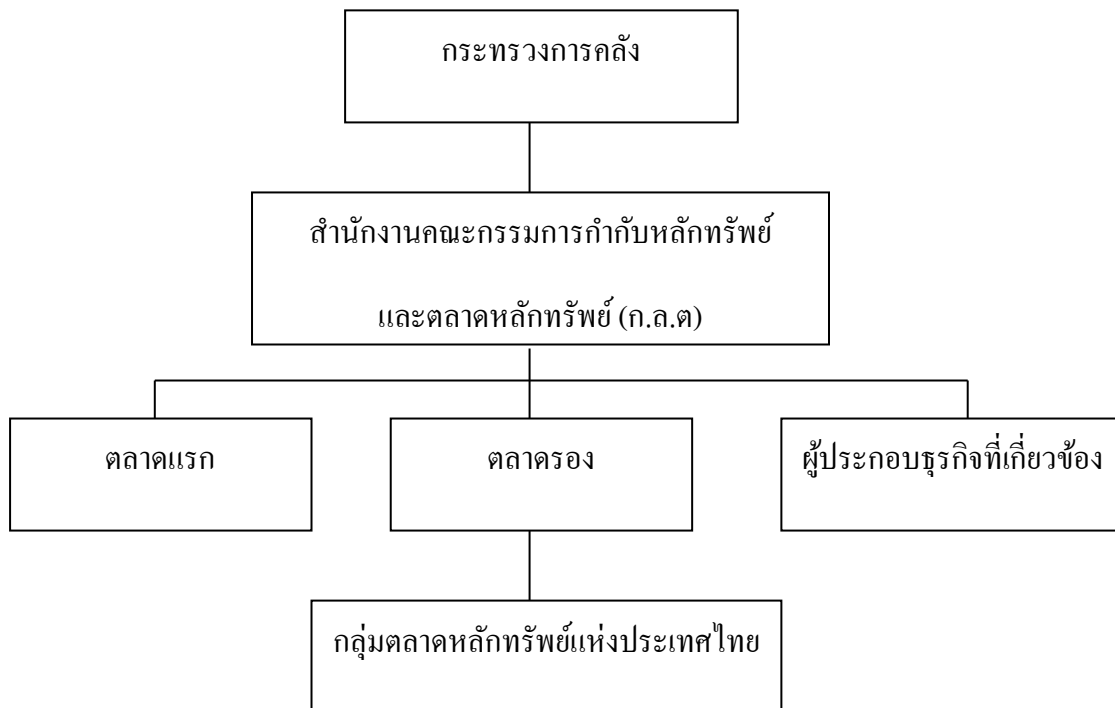 กระทรวงการคลัง
สำนักงานคณะกรรมการกำกับหลักทรัพย์
และตลาดหลักทรัพย์ (ก.ล.ต)
ตลาดแรก
ตลาดรอง
ผู้ประกอบธุรกิจที่เกี่ยวข้อง
กลุ่มตลาดหลักทรัพย์แห่งประเทศไทย